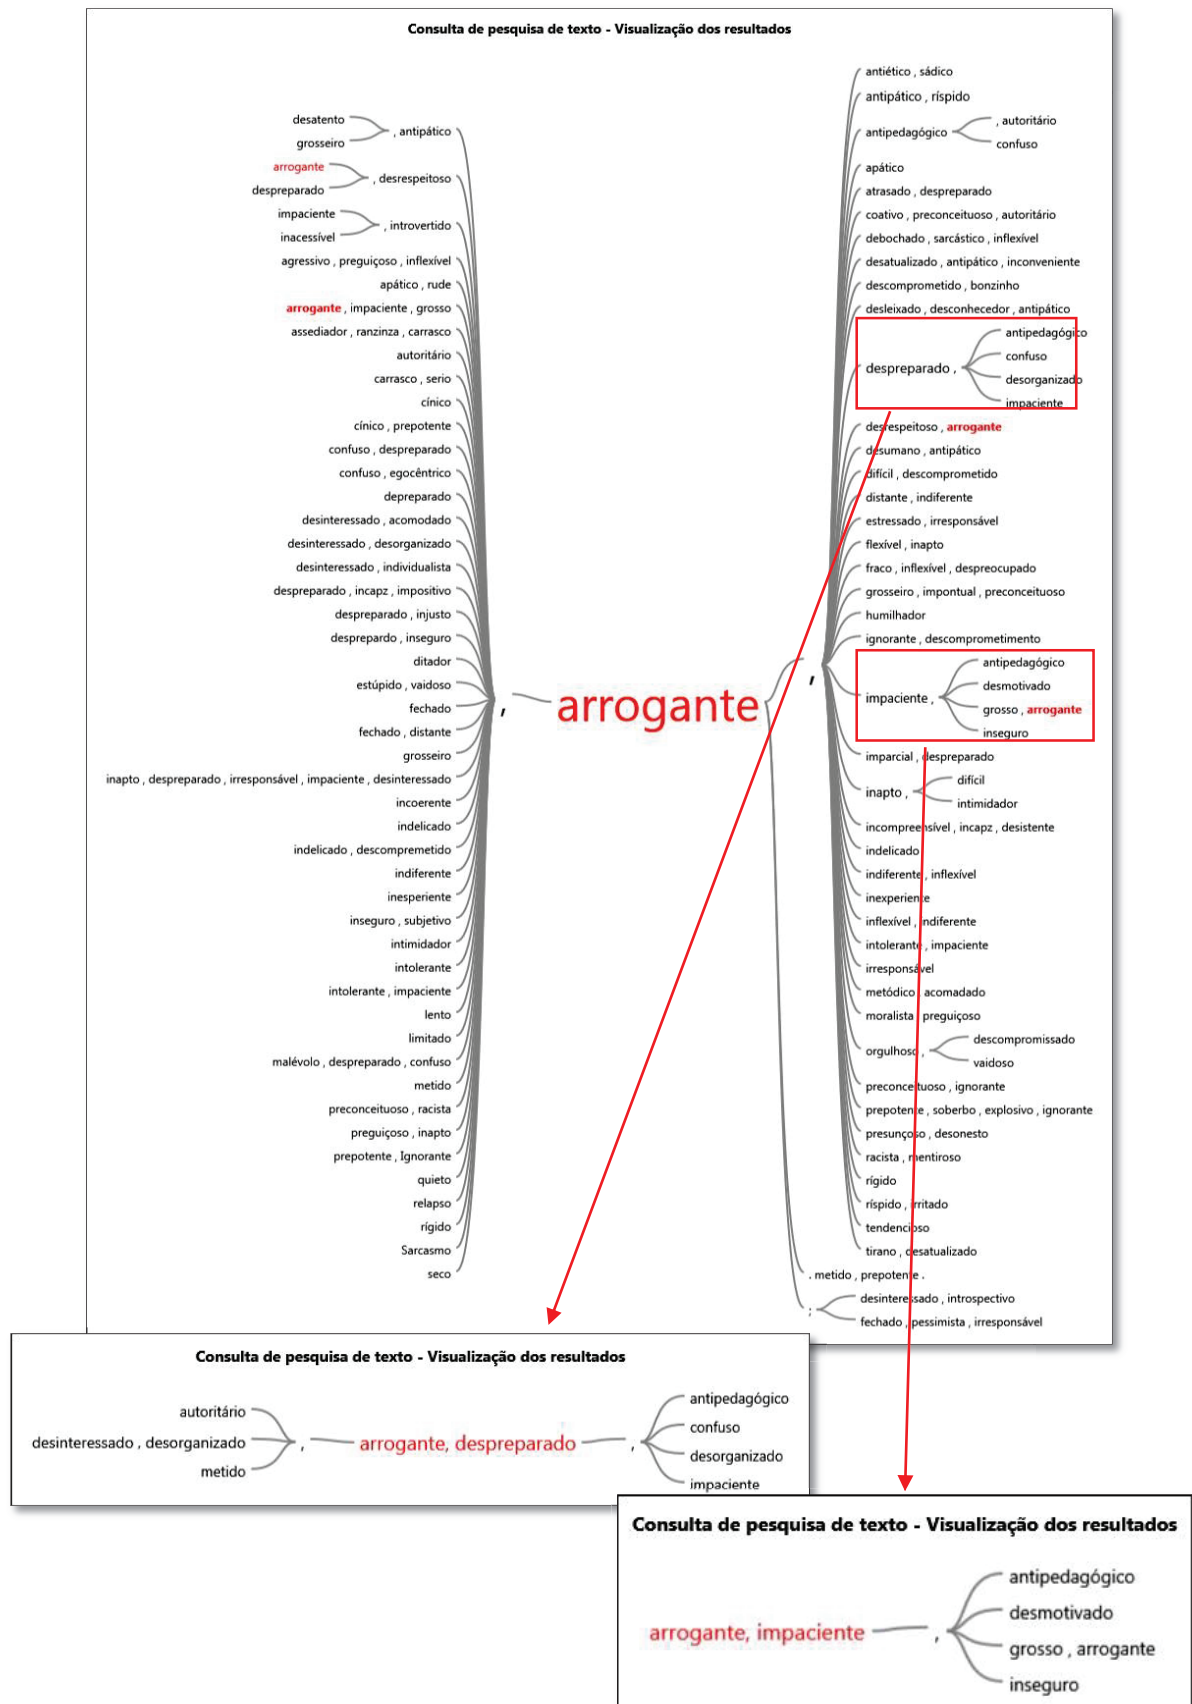 Consulta de pesquisa de texto - Visualização dos resultados
desatento
grosseiro
, antipático
arrogante
despreparado
, desrespeitoso
impaciente
inacessível
, introvertido
agressivo , preguiçoso , inflexível
apático , rude
arrogante , impaciente , grosso
assediador , ranzinza , carrasco
autoritário
carrasco , serio
cínico
cínico , prepotente
confuso , despreparado
confuso , egocêntrico
depreparado
desinteressado , acomodado
desinteressado , desorganizado
desinteressado , individualista
despreparado , incapz , impositivo
despreparado , injusto
desprepardo , inseguro
ditador
estúpido , vaidoso
fechado
fechado , distante
grosseiro
inapto , despreparado , irresponsável , impaciente , desinteressado
incoerente
indelicado
indelicado , descompremetido
indiferente
inesperiente
inseguro , subjetivo
intimidador
intolerante
intolerante , impaciente
lento
limitado
malévolo , despreparado , confuso
metido
preconceituoso , racista
preguiçoso , inapto
prepotente , Ignorante
quieto
relapso
rígido
Sarcasmo
seco
,
arrogante
,
antiético , sádico
antipático , ríspido
antipedagógico
, autoritário
confuso
apático
atrasado , despreparado
coativo , preconceituoso , autoritário
debochado , sarcástico , inflexível
desatualizado , antipático , inconveniente
descomprometido , bonzinho
desleixado , desconhecedor , antipático
despreparado ,
antipedagógico
confuso
desorganizado
impaciente
desrespeitoso , arrogante
desumano , antipático
difícil , descomprometido
distante , indiferente
estressado , irresponsável
flexível , inapto
fraco , inflexível , despreocupado
grosseiro , impontual , preconceituoso
humilhador
ignorante , descomprometimento
impaciente ,
antipedagógico
desmotivado
grosso , arrogante
inseguro
imparcial , despreparado
inapto ,
difícil
intimidador
incompreensível , incapz , desistente
indelicado
indiferente , inflexível
inexperiente
inflexível , indiferente
intolerante , impaciente
irresponsável
metódico , acomadado
moralista , preguiçoso
orgulhoso ,
descompromissado
vaidoso
preconceituoso , ignorante
prepotente , soberbo , explosivo , ignorante
presunçoso , desonesto
racista , mentiroso
rígido
ríspido , irritado
tendencioso
tirano , desatualizado
. metido , prepotente .
;
desinteressado , introspectivo
fechado , pessimista , irresponsável
Consulta de pesquisa de texto - Visualização dos resultados
autoritário
desinteressado , desorganizado
metido
,
arrogante, despreparado
,
antipedagógico
confuso
desorganizado
impaciente
Consulta de pesquisa de texto - Visualização dos resultados
arrogante, impaciente
,
antipedagógico
desmotivado
grosso , arrogante
inseguro